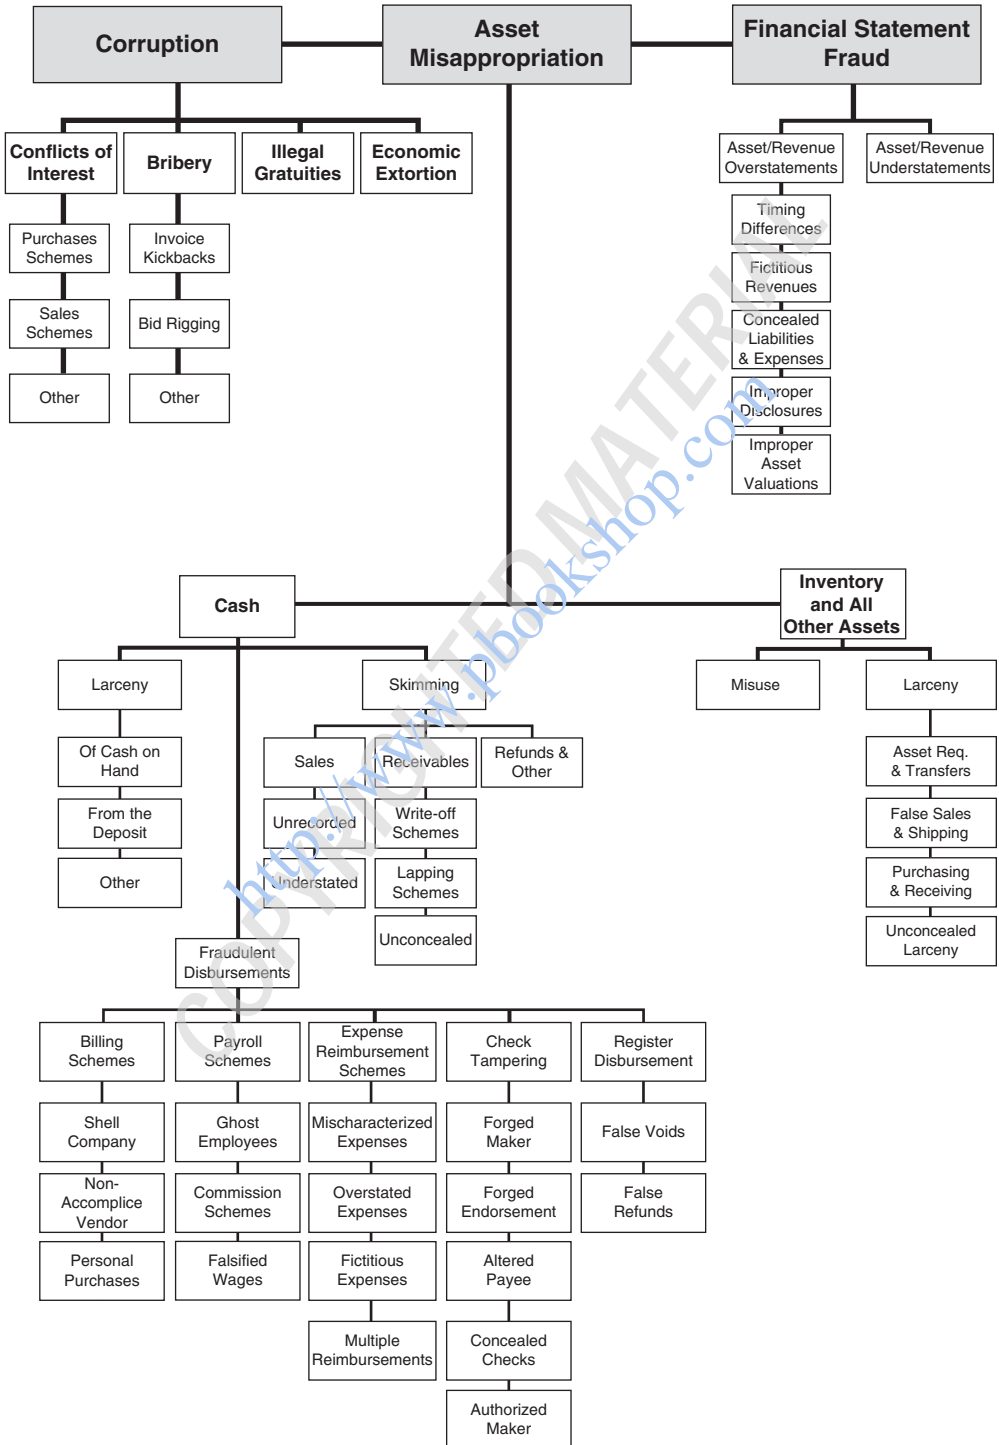 Corruption
Asset
Misappropriation
Financial Statement
Fraud
Conflicts of
Interest
Bribery
Illegal
Gratuities
Economic
Extortion
Asset/Revenue
Overstatements
Asset/Revenue
Understatements
Purchases
Schemes
Sales
Schemes
Other
Invoice
Kickbacks
Bid Rigging
Other
Timing
Differences
Fictitious
Revenues
Concealed
Liabilities
& Expenses
Improper
Disclosures
Improper
Asset
Valuations
Cash
Inventory
and All
Other Assets
Larceny
Of Cash on
Hand
From the
Deposit
Other
Skimming
Sales
Unrecorded
Understated
Receivables
Write-off
Schemes
Lapping
Schemes
Unconcealed
Refunds &
Other
Misuse
Larceny
Asset Req.
& Transfers
False Sales
& Shipping
Purchasing
& Receiving
Unconcealed
Larceny
Fraudulent
Disbursements
Billing
Schemes
Shell
Company
Non-
Accomplice
Vendor
Personal
Purchases
Payroll
Schemes
Ghost
Employees
Commission
Schemes
Falsified
Wages
Expense
Reimbursement
Schemes
Mischaracterized
Expenses
Overstated
Expenses
Fictitious
Expenses
Multiple
Reimbursements
Check
Tampering
Forged
Maker
Forged
Endorsement
Altered
Payee
Concealed
Checks
Authorized
Maker
Register
Disbursement
False Voids
False
Refunds
COPYRIGHTED MATERIAL
http://www.pbookshop.com